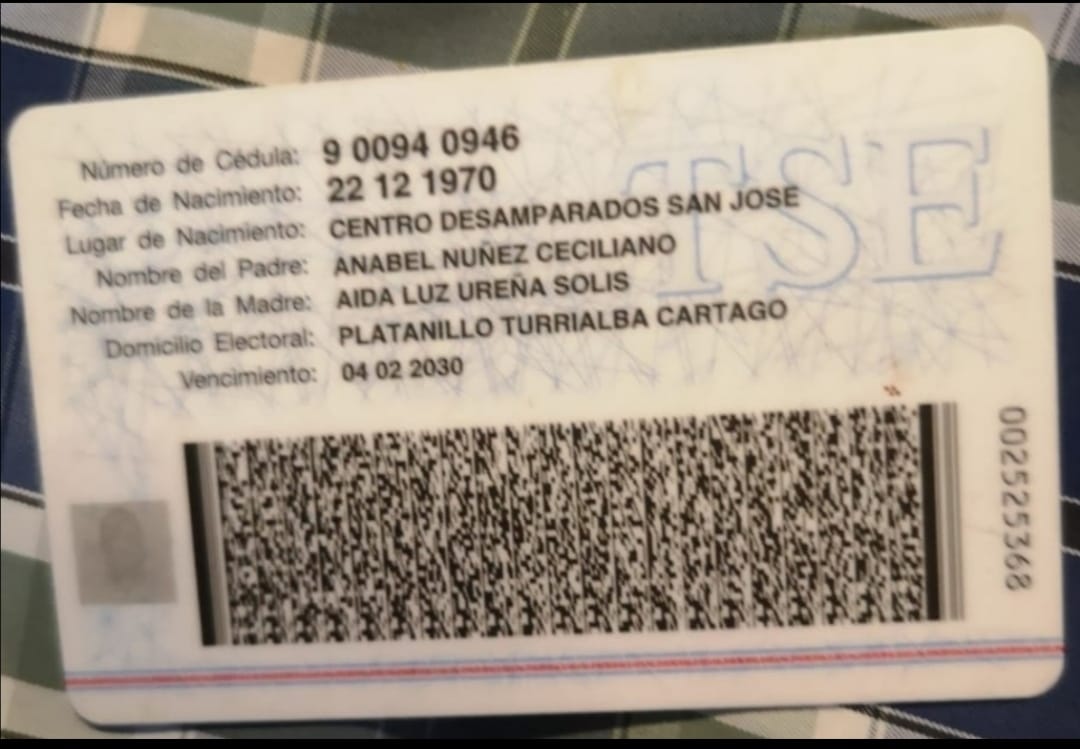 TSE
Número de Cédula: 9 0094 0946
Fecha de Nacimiento: 22 12 1970
Lugar de Nacimiento: CENTRO DESAMPARADOS SAN JOSE
Nombre del Padre: ANABEL NUÑEZ CECILIANO
Nombre de la Madre: AIDA LUZ UREÑA SOLIS
Domicilio Electoral: PLATANILLO TURRIALBA CARTAGO
Vencimiento: 04 02 2030
002525368